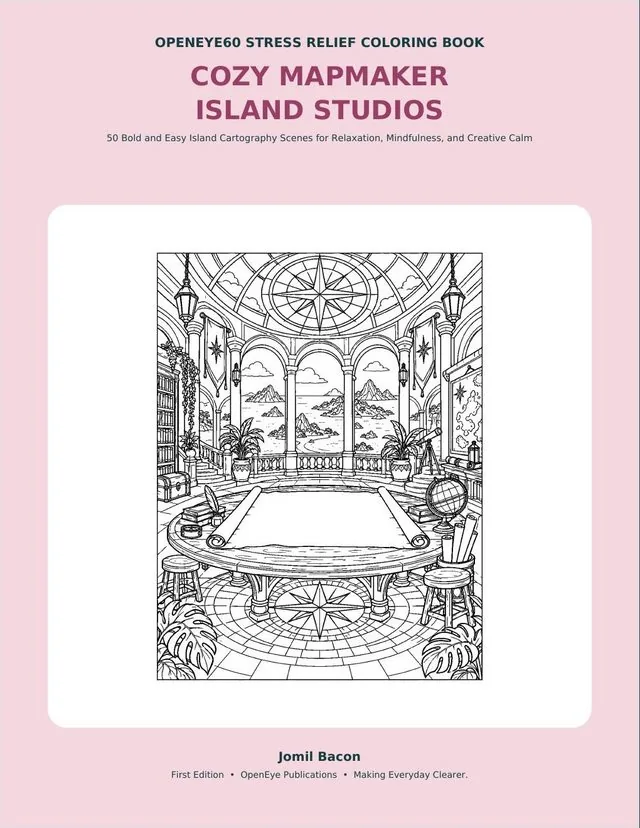 OPENEYE60 STRESS RELIEF COLORING BOOK
COZY MAPMAKER
ISLAND STUDIOS
50 Bold and Easy Island Cartography Scenes for Relaxation, Mindfulness, and Creative Calm
Jomil Bacon
First Edition • OpenEye Publications • Making Everyday Clearer.